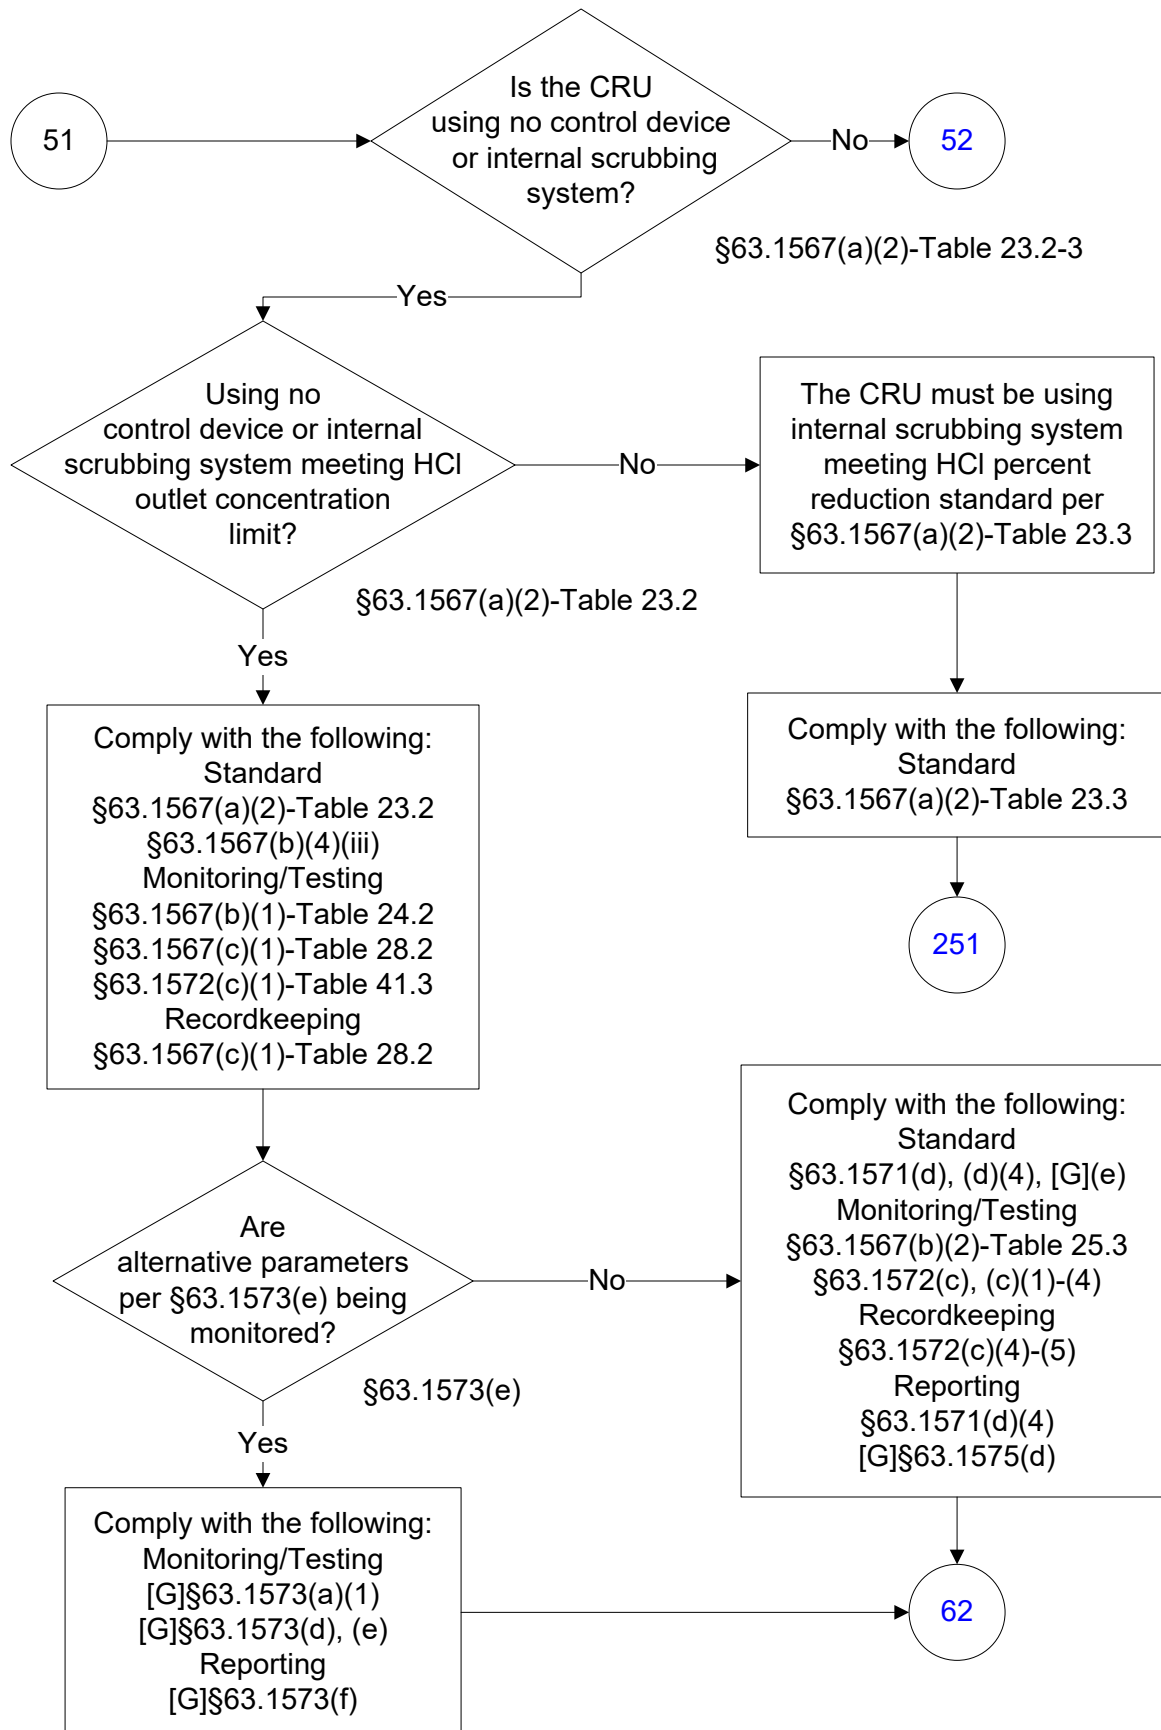 51
Is the CRU
using no control device
or internal scrubbing
system?
No
52
§63.1567(a)(2)-Table 23.2-3
Yes
Using no
control device or internal
scrubbing system meeting HCl
outlet concentration
limit?
No
The CRU must be using
internal scrubbing system
meeting HCl percent
reduction standard per
§63.1567(a)(2)-Table 23.3
§63.1567(a)(2)-Table 23.2
Yes
Comply with the following:
Standard
§63.1567(a)(2)-Table 23.2
§63.1567(b)(4)(iii)
Monitoring/Testing
§63.1567(b)(1)-Table 24.2
§63.1567(c)(1)-Table 28.2
§63.1572(c)(1)-Table 41.3
Recordkeeping
§63.1567(c)(1)-Table 28.2
Comply with the following:
Standard
§63.1567(a)(2)-Table 23.3
251
Are
alternative parameters
per §63.1573(e) being
monitored?
No
§63.1573(e)
Comply with the following:
Standard
§63.1571(d), (d)(4), [G](e)
Monitoring/Testing
§63.1567(b)(2)-Table 25.3
§63.1572(c), (c)(1)-(4)
Recordkeeping
§63.1572(c)(4)-(5)
Reporting
§63.1571(d)(4)
[G]§63.1575(d)
Yes
Comply with the following:
Monitoring/Testing
[G]§63.1573(a)(1)
[G]§63.1573(d), (e)
Reporting
[G]§63.1573(f)
62